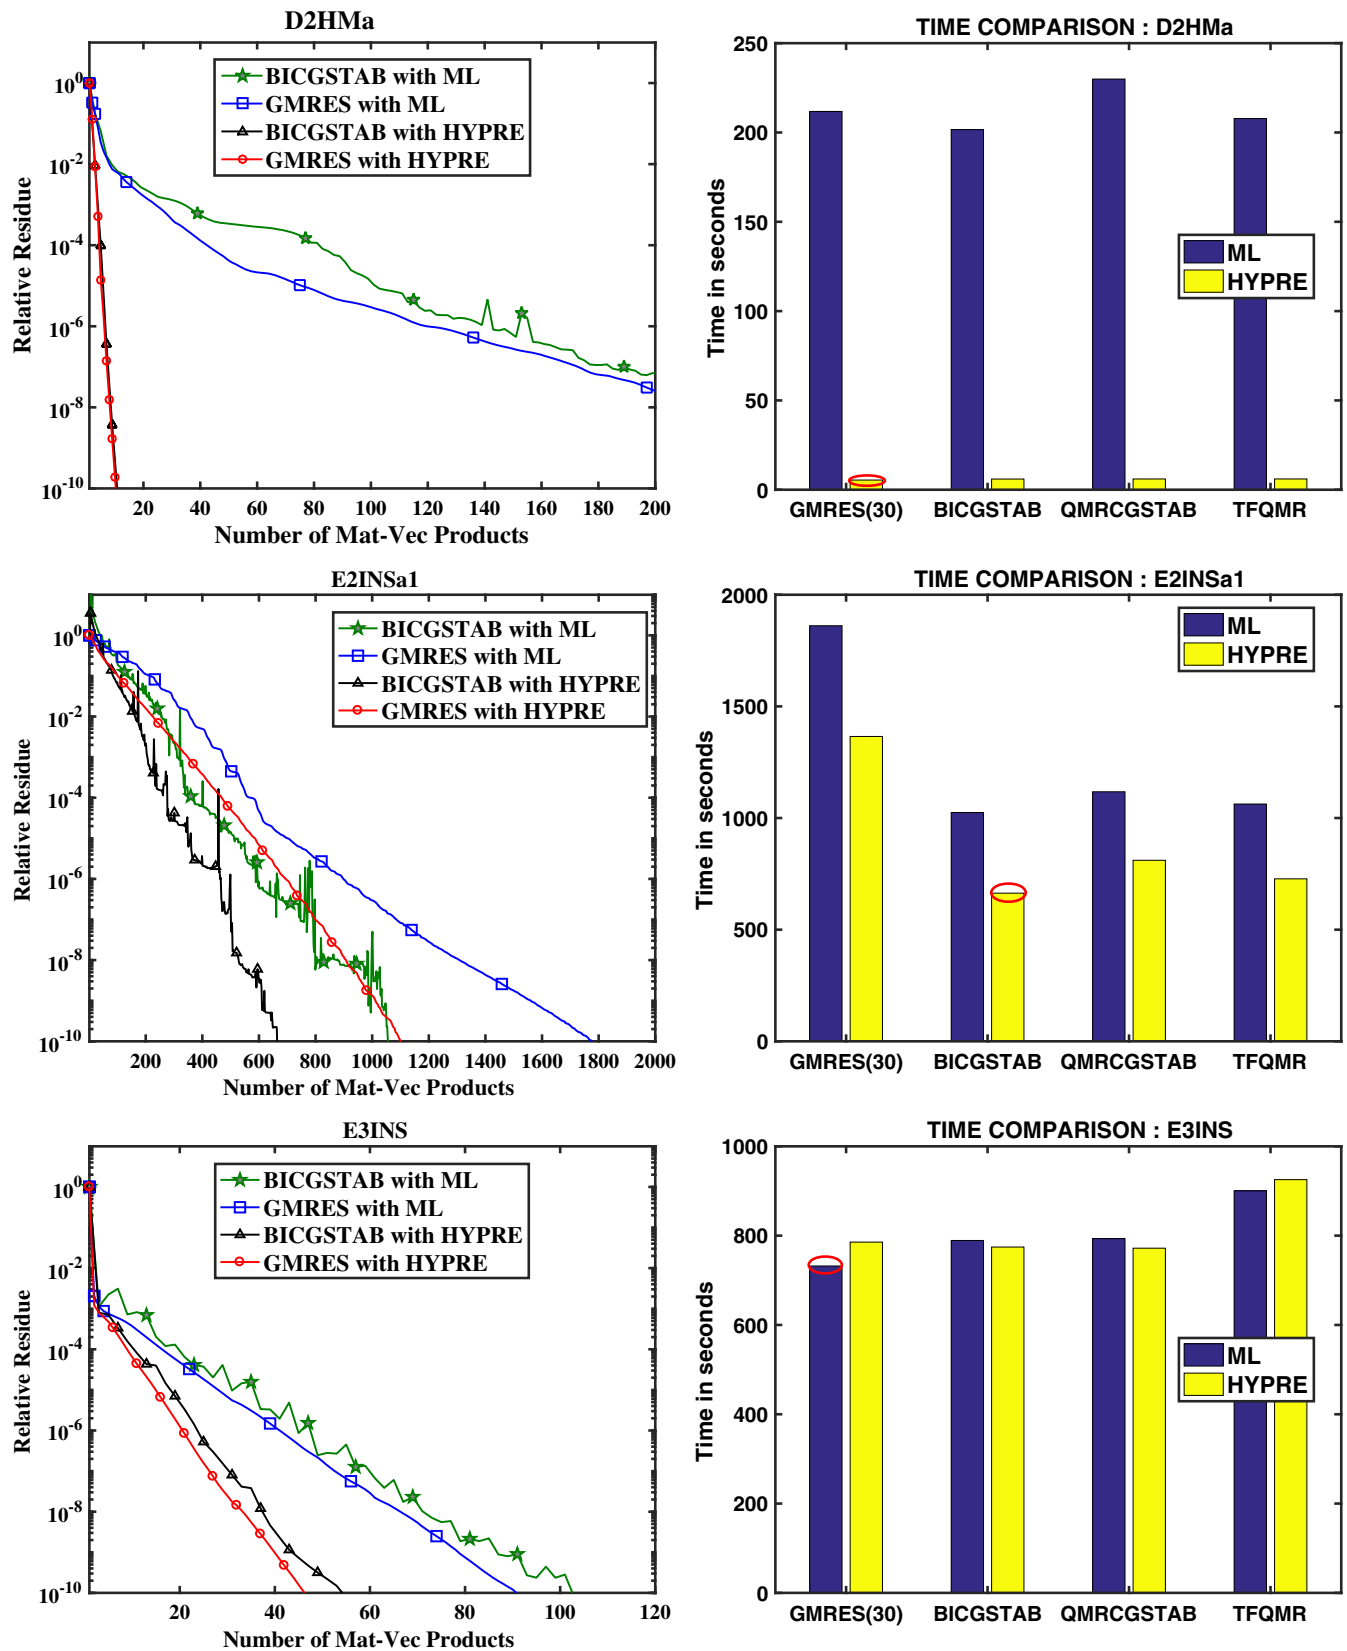 D2HMa
10^0
10^-2
10^-4
10^-6
10^-8
10^-10
Relative Residue
BICGSTAB with ML
GMRES with ML
BICGSTAB with HYPRE
GMRES with HYPRE
20 40 60 80 100 120 140 160 180 200
Number of Mat-Vec Products
TIME COMPARISON : D2HMa
250
200
150
100
50
0
Time in seconds
ML
HYPRE
GMRES(30) BICGSTAB QMRCGSTAB TFQMR
E2INSa1
10^0
10^-2
10^-4
10^-6
10^-8
10^-10
Relative Residue
BICGSTAB with ML
GMRES with ML
BICGSTAB with HYPRE
GMRES with HYPRE
200 400 600 800 1000 1200 1400 1600 1800 2000
Number of Mat-Vec Products
TIME COMPARISON : E2INSa1
2000
1500
1000
500
0
Time in seconds
ML
HYPRE
GMRES(30) BICGSTAB QMRCGSTAB TFQMR
E3INS
10^0
10^-2
10^-4
10^-6
10^-8
10^-10
Relative Residue
BICGSTAB with ML
GMRES with ML
BICGSTAB with HYPRE
GMRES with HYPRE
20 40 60 80 100 120
Number of Mat-Vec Products
TIME COMPARISON : E3INS
1000
800
600
400
200
0
Time in seconds
ML
HYPRE
GMRES(30) BICGSTAB QMRCGSTAB TFQMR